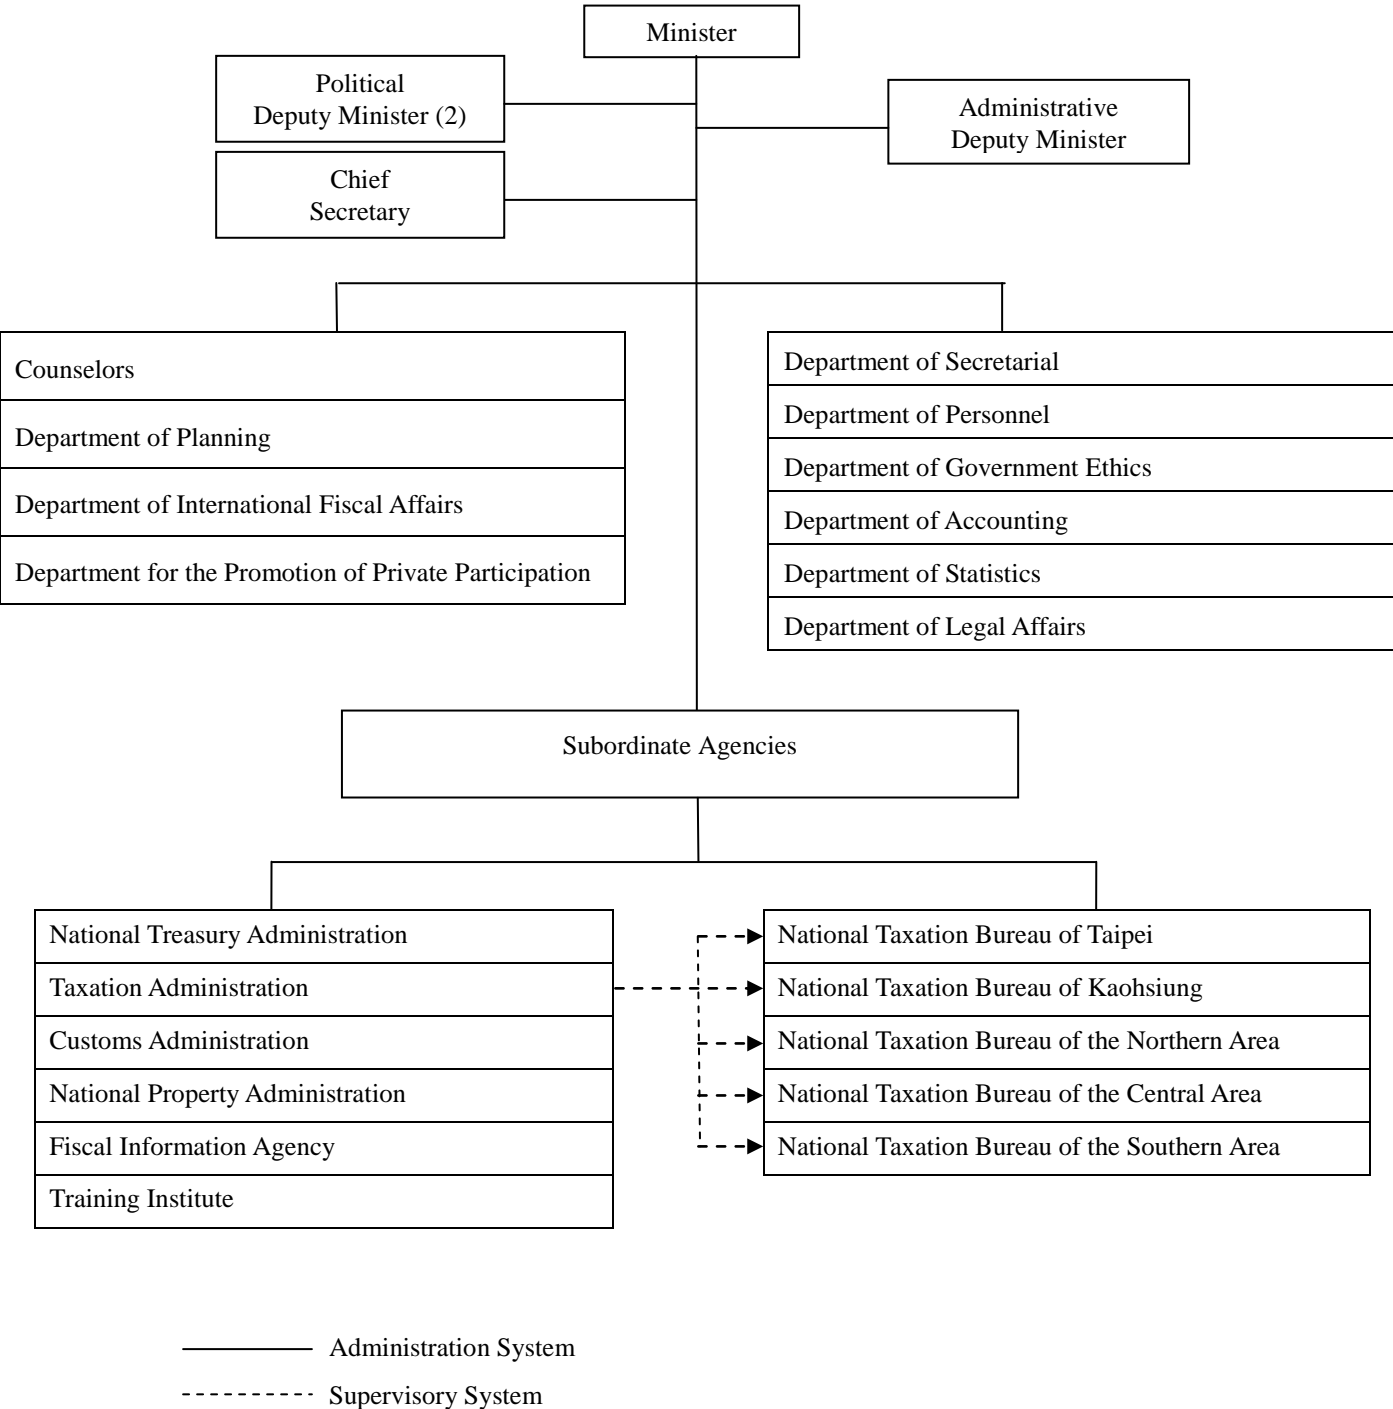 Minister
Political
Deputy Minister (2)
Administrative
Deputy Minister
Chief
Secretary
Counselors
Department of Planning
Department of International Fiscal Affairs
Department for the Promotion of Private Participation
Department of Secretarial
Department of Personnel
Department of Government Ethics
Department of Accounting
Department of Statistics
Department of Legal Affairs
Subordinate Agencies
National Treasury Administration
Taxation Administration
Customs Administration
National Property Administration
Fiscal Information Agency
Training Institute
National Taxation Bureau of Taipei
National Taxation Bureau of Kaohsiung
National Taxation Bureau of the Northern Area
National Taxation Bureau of the Central Area
National Taxation Bureau of the Southern Area
Administration System
Supervisory System